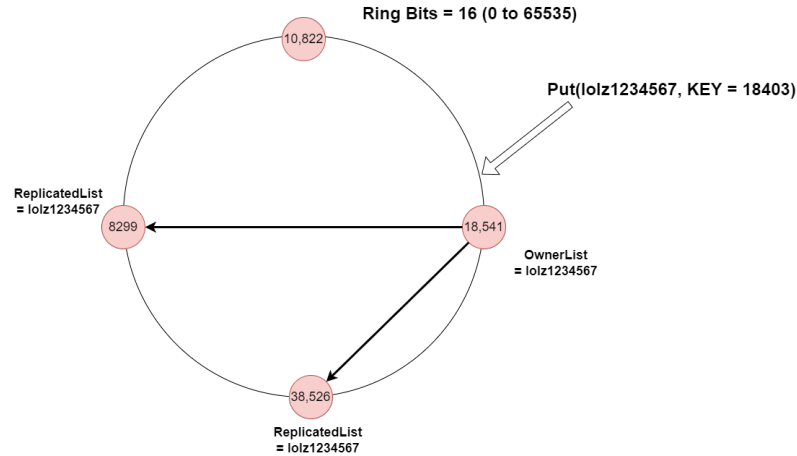 Ring Bits = 16 (0 to 65535)
10,822
Put(lolz1234567, KEY = 18403)
ReplicatedList
= lolz1234567
8299
18,541
OwnerList
= lolz1234567
38,526
ReplicatedList
= lolz1234567